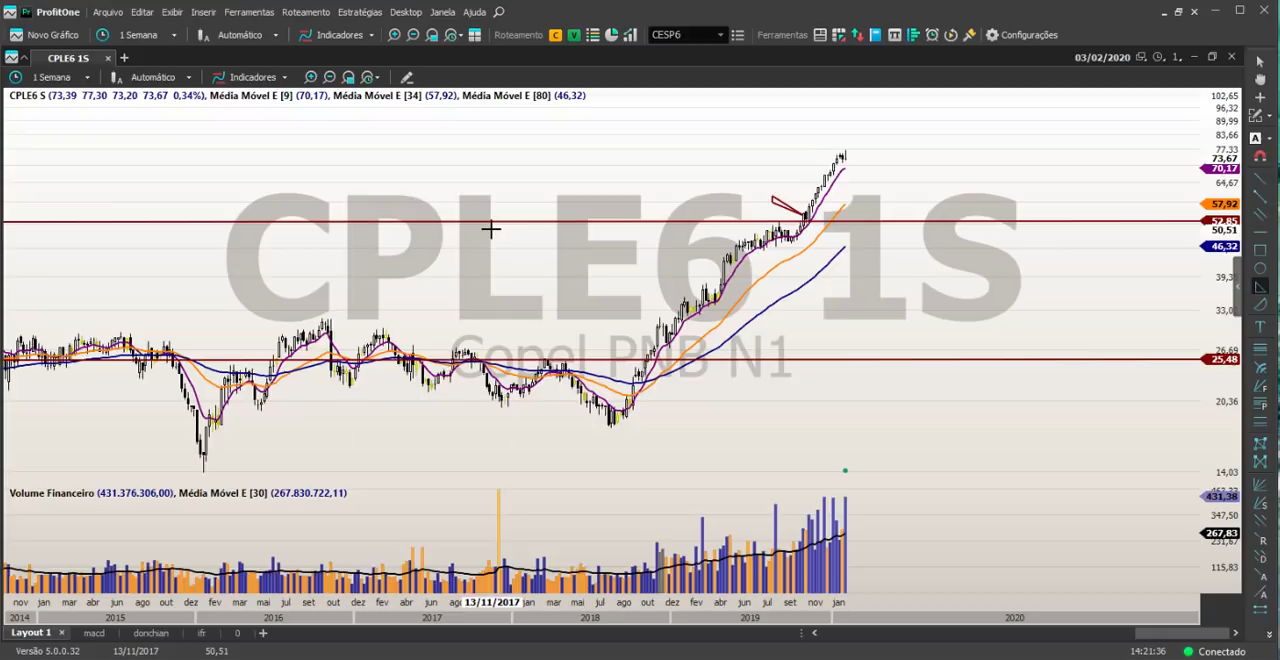 ProfitOne Arquivo Editar Exibir Inserir Ferramentas Roteamento Estratégias Desktop Janela Ajuda
Novo Gráfico 1 Semana Automático Indicadores Roteamento C V CESP6 Ferramentas Configurações
CPLE6 1S 03/02/2020 1
1 Semana Automático Indicadores
CPLE6 S (73,39 77,30 73,20 73,67 0,34%), Média Móvel E [9] (70,17), Média Móvel E [34] (57,92), Média Móvel E [80] (46,32)
102,65
96,32
89,99
83,66
77,33
73,67
70,17
64,67
57,92
52,85
50,51
46,32
CPLE6 1S
Copel PNB N1
26,69
25,48
20,36
14,03
Volume Financeiro (431.376.306,00), Média Móvel E [30] (267.830.722,11)
431,38
347,50
267,83
115,83
nov jan mar abr jun ago out dez fev mar mai jul set out dez fev abr jun 13/11/2017 jan mar mai jul ago out dez fev abr jun jul set nov jan
2014 2015 2016 2017 2018 2019 2020
Layout 1 macd donchian ifr 0
Versão 5.0.0.32 13/11/2017 50,51 14:21:36 Conectado